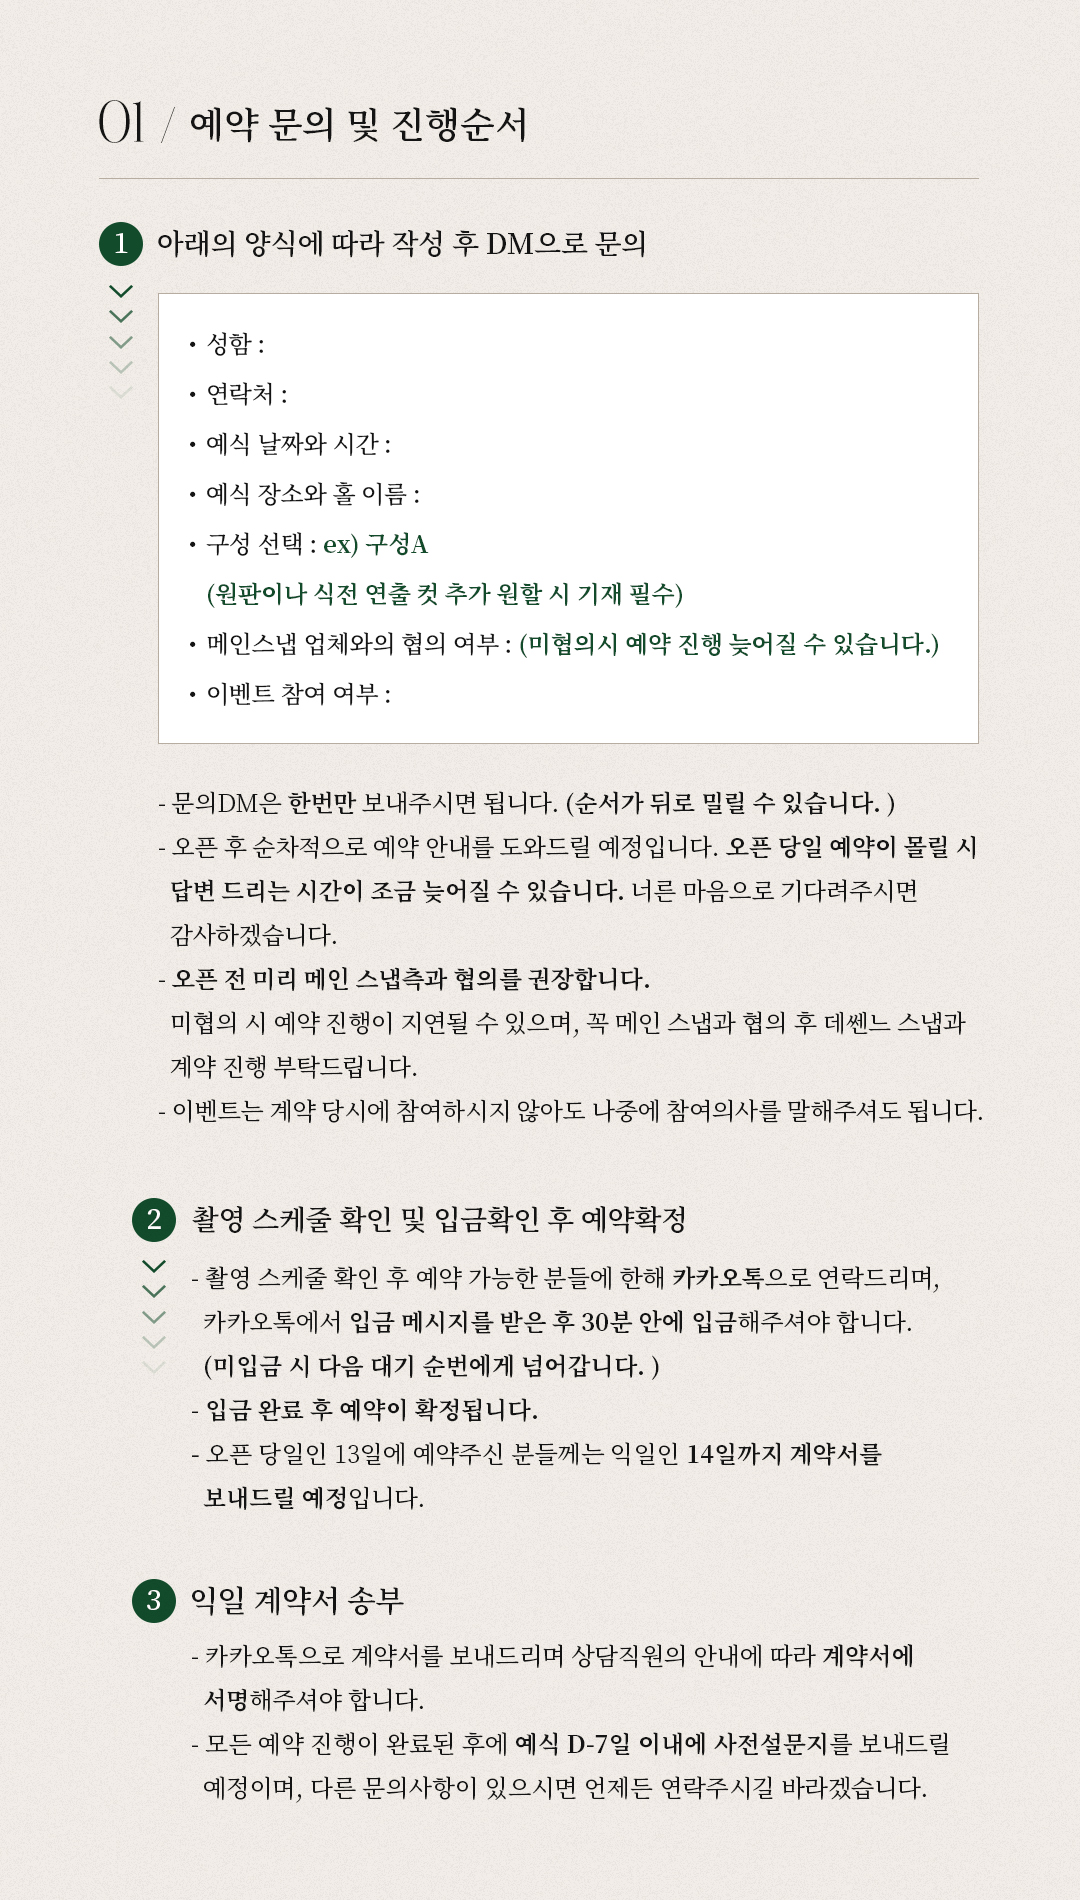 01 / 예약 문의 및 진행순서
1 아래의 양식에 따라 작성 후 DM으로 문의
• 성함 :
• 연락처 :
• 예식 날짜와 시간 :
• 예식 장소와 홀 이름 :
• 구성 선택 : ex) 구성A
(원판이나 식전 연출 컷 추가 원할 시 기재 필수)
• 메인스냅 업체와의 협의 여부 : (미협의시 예약 진행 늦어질 수 있습니다.)
• 이벤트 참여 여부 :
- 문의DM은 한번만 보내주시면 됩니다. (순서가 뒤로 밀릴 수 있습니다. )
- 오픈 후 순차적으로 예약 안내를 도와드릴 예정입니다. 오픈 당일 예약이 몰릴 시
답변 드리는 시간이 조금 늦어질 수 있습니다. 너른 마음으로 기다려주시면
감사하겠습니다.
- 오픈 전 미리 메인 스냅측과 협의를 권장합니다.
미협의 시 예약 진행이 지연될 수 있으며, 꼭 메인 스냅과 협의 후 데쎈느 스냅과
계약 진행 부탁드립니다.
- 이벤트는 계약 당시에 참여하시지 않아도 나중에 참여의사를 말해주셔도 됩니다.
2 촬영 스케줄 확인 및 입금확인 후 예약확정
- 촬영 스케줄 확인 후 예약 가능한 분들에 한해 카카오톡으로 연락드리며,
카카오톡에서 입금 메시지를 받은 후 30분 안에 입금해주셔야 합니다.
(미입금 시 다음 대기 순번에게 넘어갑니다. )
- 입금 완료 후 예약이 확정됩니다.
- 오픈 당일인 13일에 예약주신 분들께는 익일인 14일까지 계약서를
보내드릴 예정입니다.
3 익일 계약서 송부
- 카카오톡으로 계약서를 보내드리며 상담직원의 안내에 따라 계약서에
서명해주셔야 합니다.
- 모든 예약 진행이 완료된 후에 예식 D-7일 이내에 사전설문지를 보내드릴
예정이며, 다른 문의사항이 있으시면 언제든 연락주시길 바라겠습니다.